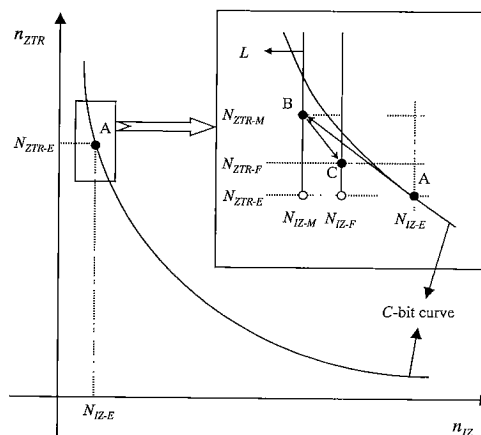 n_ZTR
L
B
N_ZTR-M
A
N_ZTR-F
C
A
N_ZTR-E
N_ZTR-E
N_IZ-M N_IZ-F N_IZ-E
C-bit curve
N_IZ-E
n_IZ